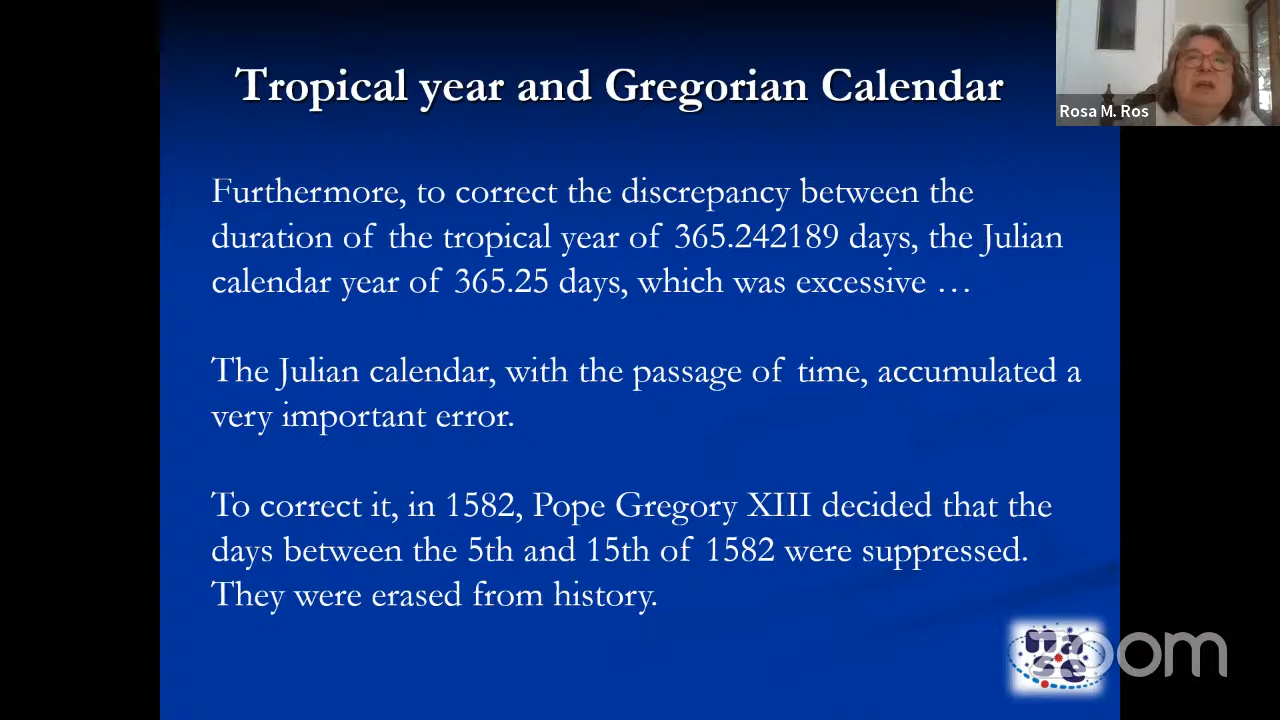 Tropical year and Gregorian Calendar
Rosa M. Ros
Furthermore, to correct the discrepancy between the
duration of the tropical year of 365.242189 days, the Julian
calendar year of 365.25 days, which was excessive …
The Julian calendar, with the passage of time, accumulated a
very important error.
To correct it, in 1582, Pope Gregory XIII decided that the
days between the 5th and 15th of 1582 were suppressed.
They were erased from history.
zoom